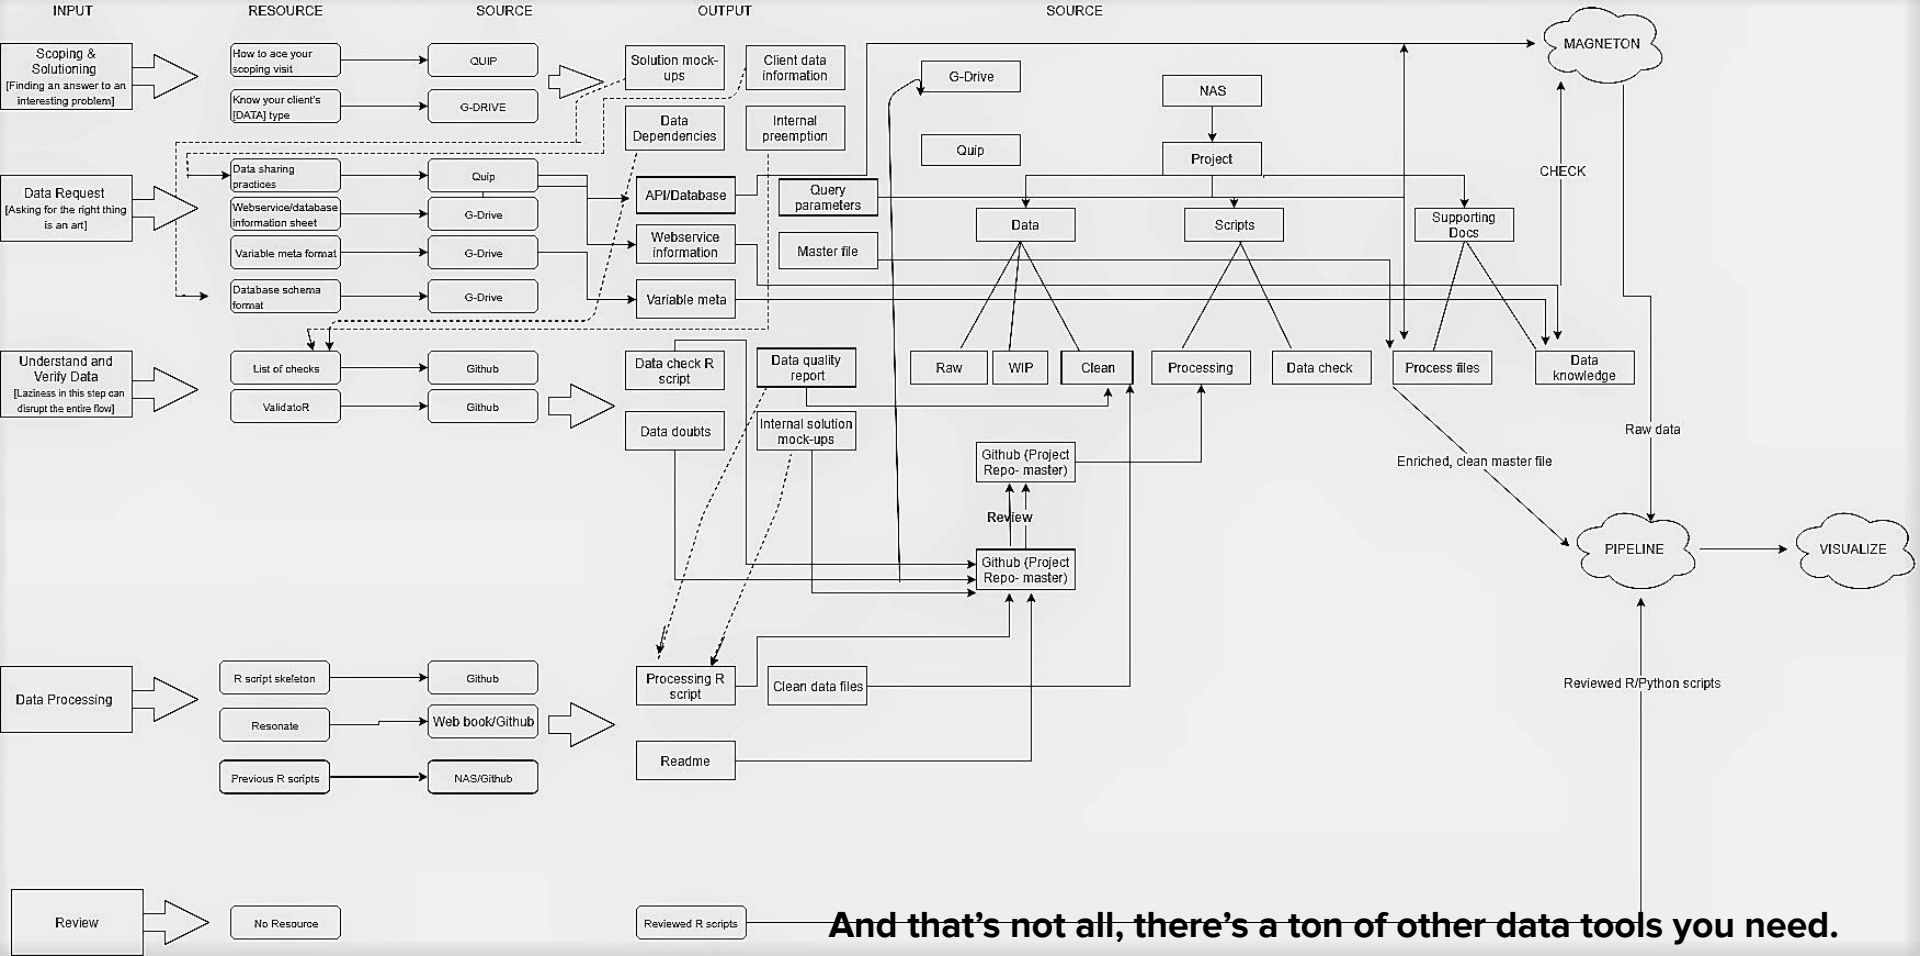 INPUT
RESOURCE
SOURCE
OUTPUT
SOURCE
Scoping &
Solutioning
[Finding an answer to an
interesting problem]
How to ace your
scoping visit
QUIP
Know your client's
[DATA] type
G-DRIVE
Solution mock-
ups
Client data
information
Data
Dependencies
Internal
preemption
G-Drive
Quip
NAS
Project
MAGNETON
CHECK
Data Request
[Asking for the right thing
is an art]
Data sharing
practices
Quip
Webservice/database
information sheet
G-Drive
Variable meta format
G-Drive
Database schema
format
G-Drive
API/Database
Webservice
information
Variable meta
Query
parameters
Master file
Data
Scripts
Supporting
Docs
Raw
WIP
Clean
Processing
Data check
Process files
Data
knowledge
Understand and
Verify Data
[Laziness in this step can
disrupt the entire flow]
List of checks
Github
ValidatoR
Github
Data check R
script
Data quality
report
Data doubts
Internal solution
mock-ups
Github (Project
Repo- master)
Review
Github (Project
Repo- master)
Raw data
Enriched, clean master file
PIPELINE
VISUALIZE
Reviewed R/Python scripts
Data Processing
R script skeleton
Github
Resonate
Web book/Github
Previous R scripts
NAS/Github
Processing R
script
Clean data files
Readme
Review
No Resource
Reviewed R scripts
And that's not all, there's a ton of other data tools you need.